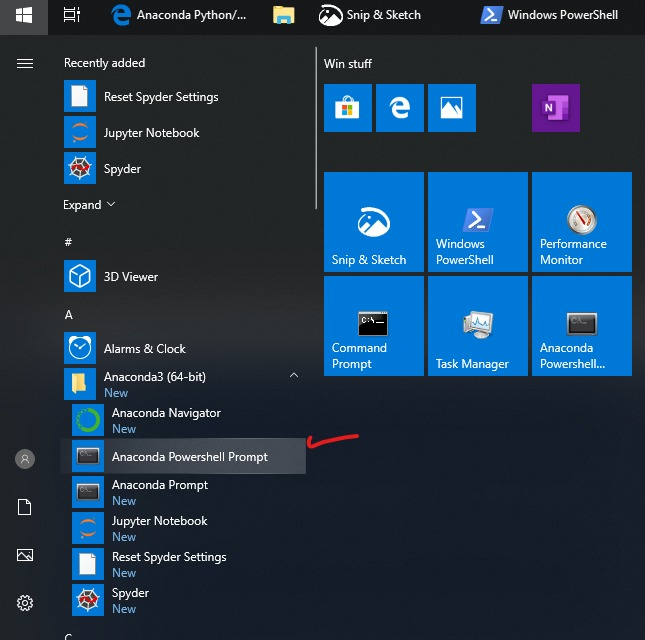 Anaconda Python/...
Snip & Sketch
Windows PowerShell
Recently added
Reset Spyder Settings
Jupyter Notebook
Spyder
Expand
#
3D Viewer
A
Alarms & Clock
Anaconda3 (64-bit)
New
Anaconda Navigator
New
Anaconda Powershell Prompt
Anaconda Prompt
New
Jupyter Notebook
New
Reset Spyder Settings
New
Spyder
New
Win stuff
N
Snip & Sketch
Windows
PowerShell
Performance
Monitor
C:\_
Command
Prompt
Task Manager
Anaconda
Powershell...